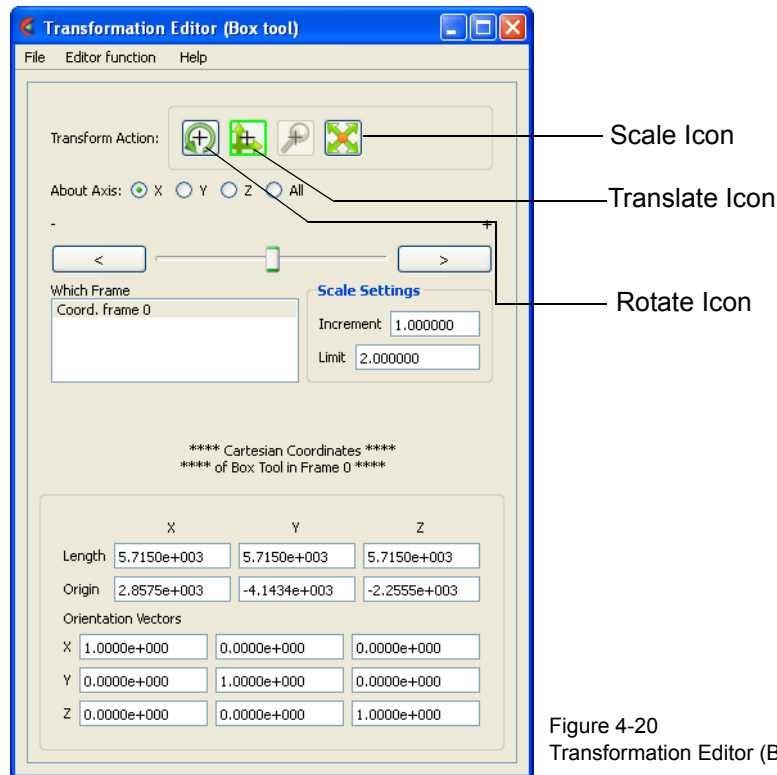 Transformation Editor (Box tool)
File Editor function Help
Transform Action:
Scale Icon
Translate Icon
Rotate Icon
About Axis: X Y Z All
- +
< >
Which Frame
Coord. frame 0
Scale Settings
Increment 1.000000
Limit 2.000000
**** Cartesian Coordinates ****
**** of Box Tool in Frame 0 ****
X Y Z
Length 5.7150e+003 5.7150e+003 5.7150e+003
Origin 2.8575e+003 -4.1434e+003 -2.2555e+003
Orientation Vectors
X 1.0000e+000 0.0000e+000 0.0000e+000
Y 0.0000e+000 1.0000e+000 0.0000e+000
Z 0.0000e+000 0.0000e+000 1.0000e+000
Figure 4-20
Transformation Editor (B